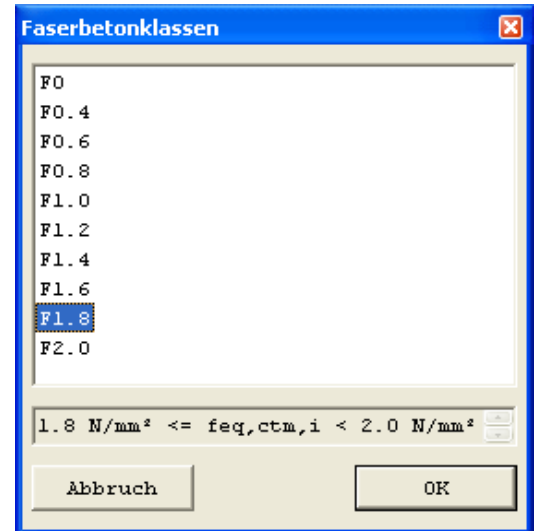 Faserbetonklassen
F0
F0.4
F0.6
F0.8
F1.0
F1.2
F1.4
F1.6
F1.8
F2.0
1.8 N/mm² <= feq,ctm,i < 2.0 N/mm²
Abbruch OK